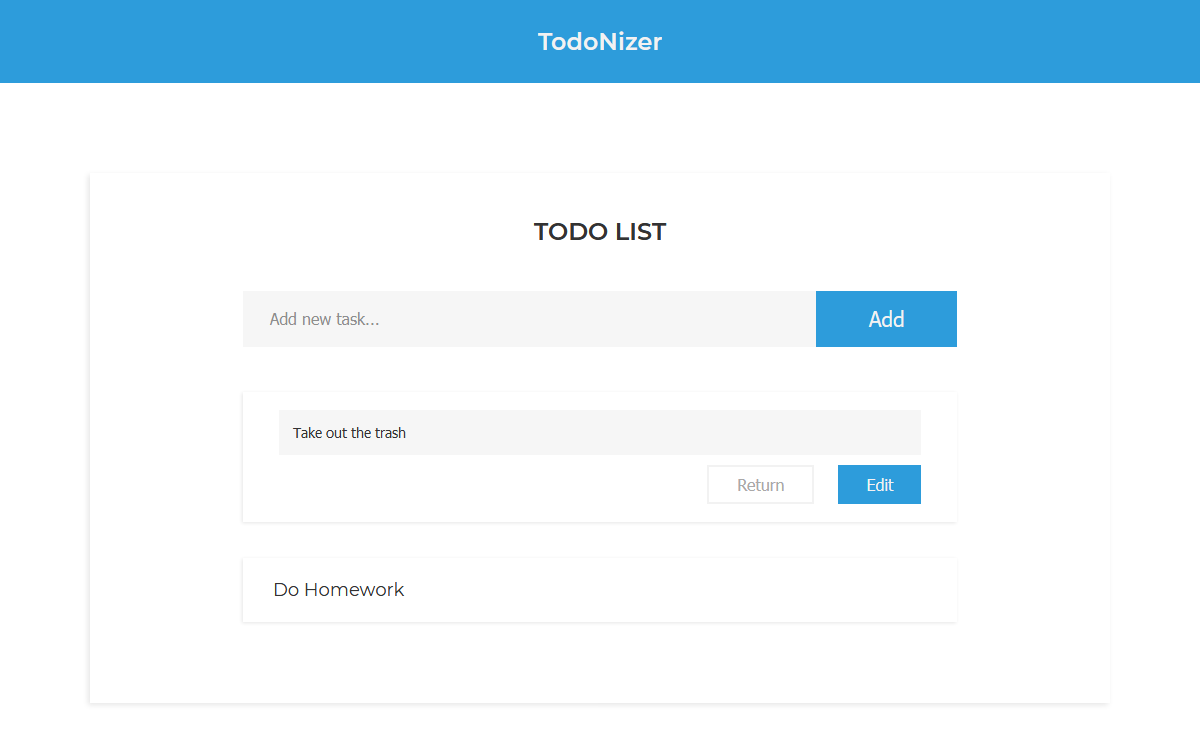 TodoNizer
TODO LIST
Add new task...
Add
Take out the trash
Return
Edit
Do Homework